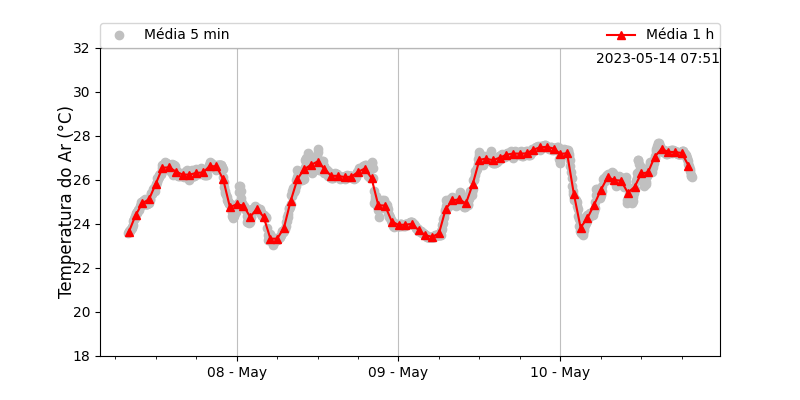 Média 5 min
Média 1 h
2023-05-14 07:51
Temperatura do Ar (°C)
32
30
28
26
24
22
20
18
08 - May
09 - May
10 - May